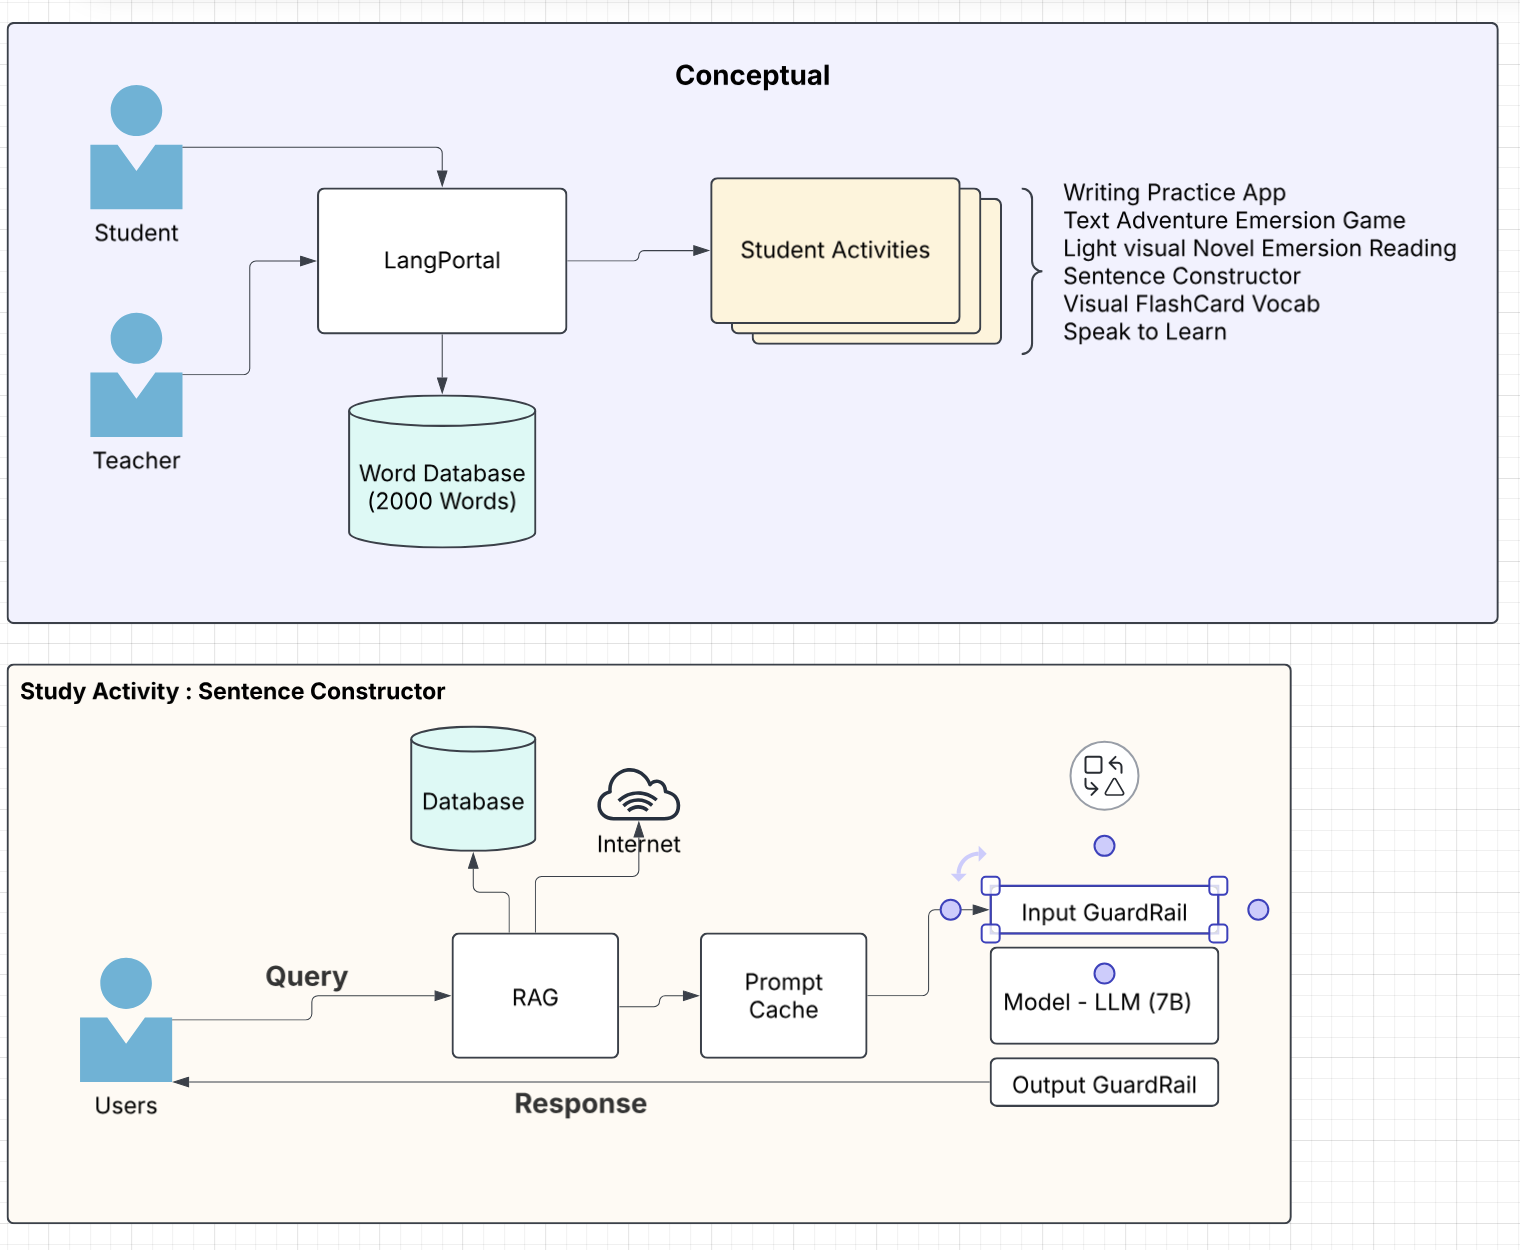 Conceptual
Student
LangPortal
Student Activities
Writing Practice App
Text Adventure Emersion Game
Light visual Novel Emersion Reading
Sentence Constructor
Visual FlashCard Vocab
Speak to Learn
Teacher
Word Database
(2000 Words)
Study Activity : Sentence Constructor
Database
Internet
Input GuardRail
Query
RAG
Prompt
Cache
Model - LLM (7B)
Output GuardRail
Users
Response